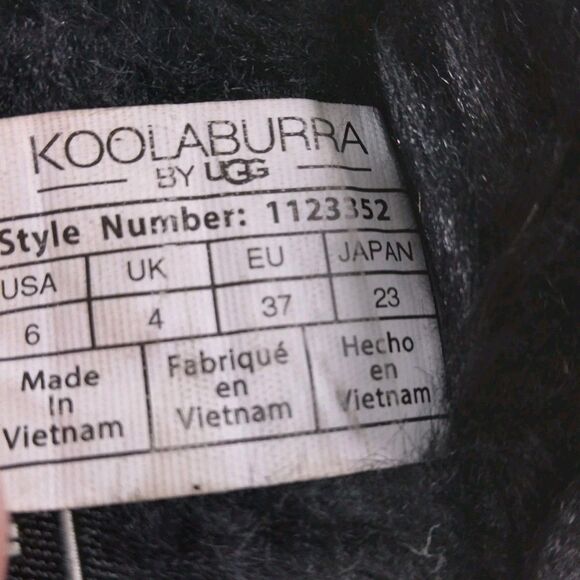 KOOLABURRA
BY UGG
Style Number: 1123352
USA UK EU JAPAN
6 4 37 23
Made Fabriqué Hecho
In en en
Vietnam Vietnam Vietnam